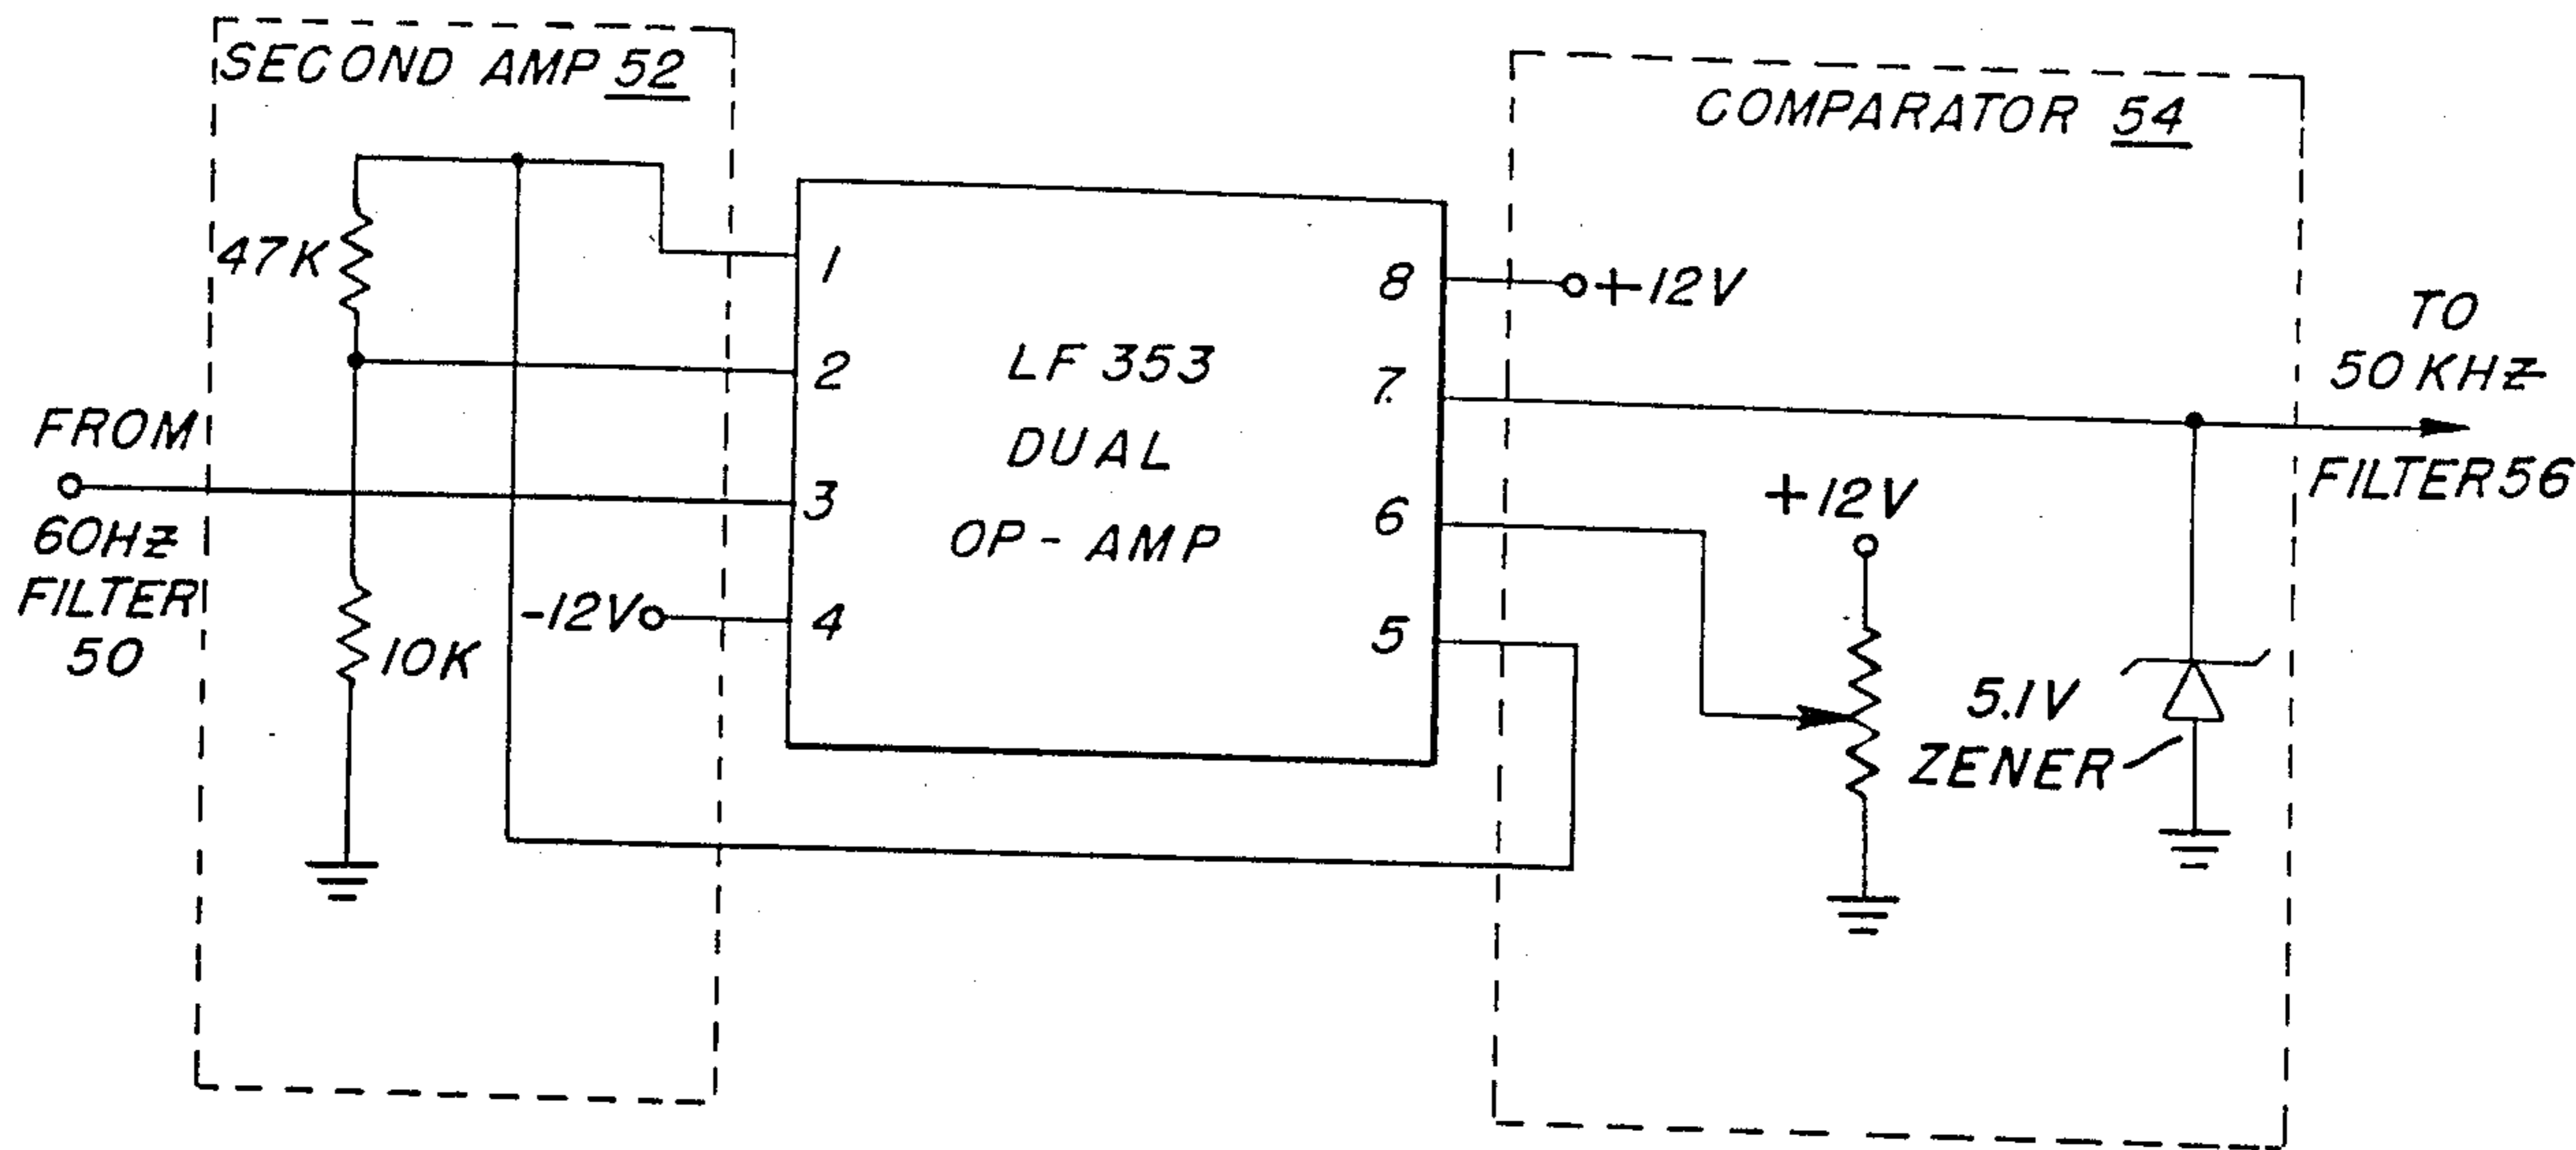 SECOND AMP 52
COMPARATOR 54
47K
1
2
3
4
LF 353
DUAL
OP - AMP
8
7
6
5
+12V
TO
50 KHZ
FILTER 56
FROM
60HZ
FILTER
50
-12V
10K
+12V
5.1V
ZENER